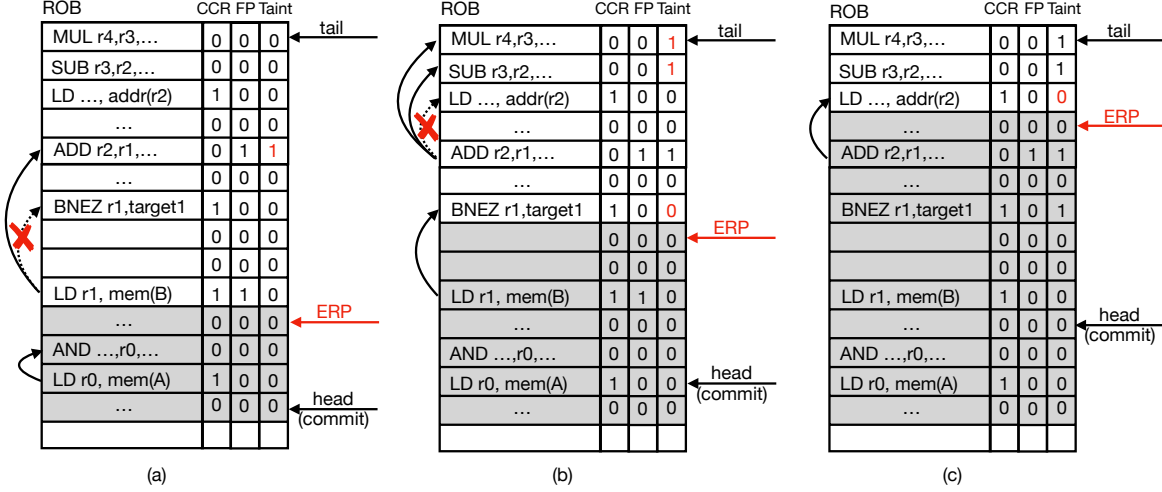 ROB CCR FP Taint
MUL r4,r3,... 0 0 0
tail
SUB r3,r2,... 0 0 0
LD ..., addr(r2) 1 0 0
... 0 0 0
ADD r2,r1,... 0 1 1
... 0 0 0
BNEZ r1,target1 1 0 0
0 0 0
0 0 0
LD r1, mem(B) 1 1 0
... 0 0 0
ERP
AND ...,r0,... 0 0 0
LD r0, mem(A) 1 0 0
... 0 0 0
head
(commit)
(a)
ROB CCR FP Taint
MUL r4,r3,... 0 0 1
tail
SUB r3,r2,... 0 0 1
LD ..., addr(r2) 1 0 0
... 0 0 0
ADD r2,r1,... 0 1 1
... 0 0 0
BNEZ r1,target1 1 0 0
0 0 0
ERP
0 0 0
LD r1, mem(B) 1 1 0
... 0 0 0
AND ...,r0,... 0 0 0
LD r0, mem(A) 1 0 0
head
(commit)
... 0 0 0
(b)
ROB CCR FP Taint
MUL r4,r3,... 0 0 1
tail
SUB r3,r2,... 0 0 1
LD ..., addr(r2) 1 0 0
... 0 0 0
ERP
ADD r2,r1,... 0 1 1
... 0 0 0
BNEZ r1,target1 1 0 1
0 0 0
0 0 0
LD r1, mem(B) 1 0 0
... 0 0 0
head
(commit)
AND ...,r0,... 0 0 0
LD r0, mem(A) 1 0 0
... 0 0 0
(c)